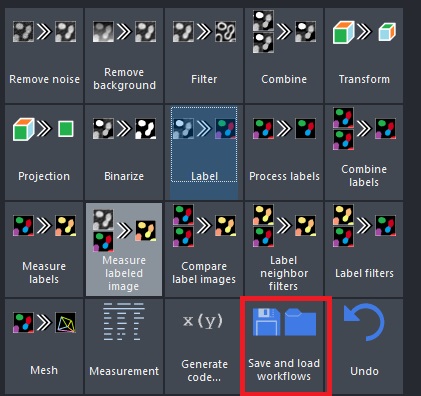 Remove noise
Remove
background
Filter
Combine
Transform
Projection
Binarize
Label
Process labels
Combine
labels
Measure
labels
Measure
labeled
image
Compare
label images
Label
neighbor
filters
Label filters
Mesh
Measurement
x(y)
Generate
code...
Save and load
workflows
Undo